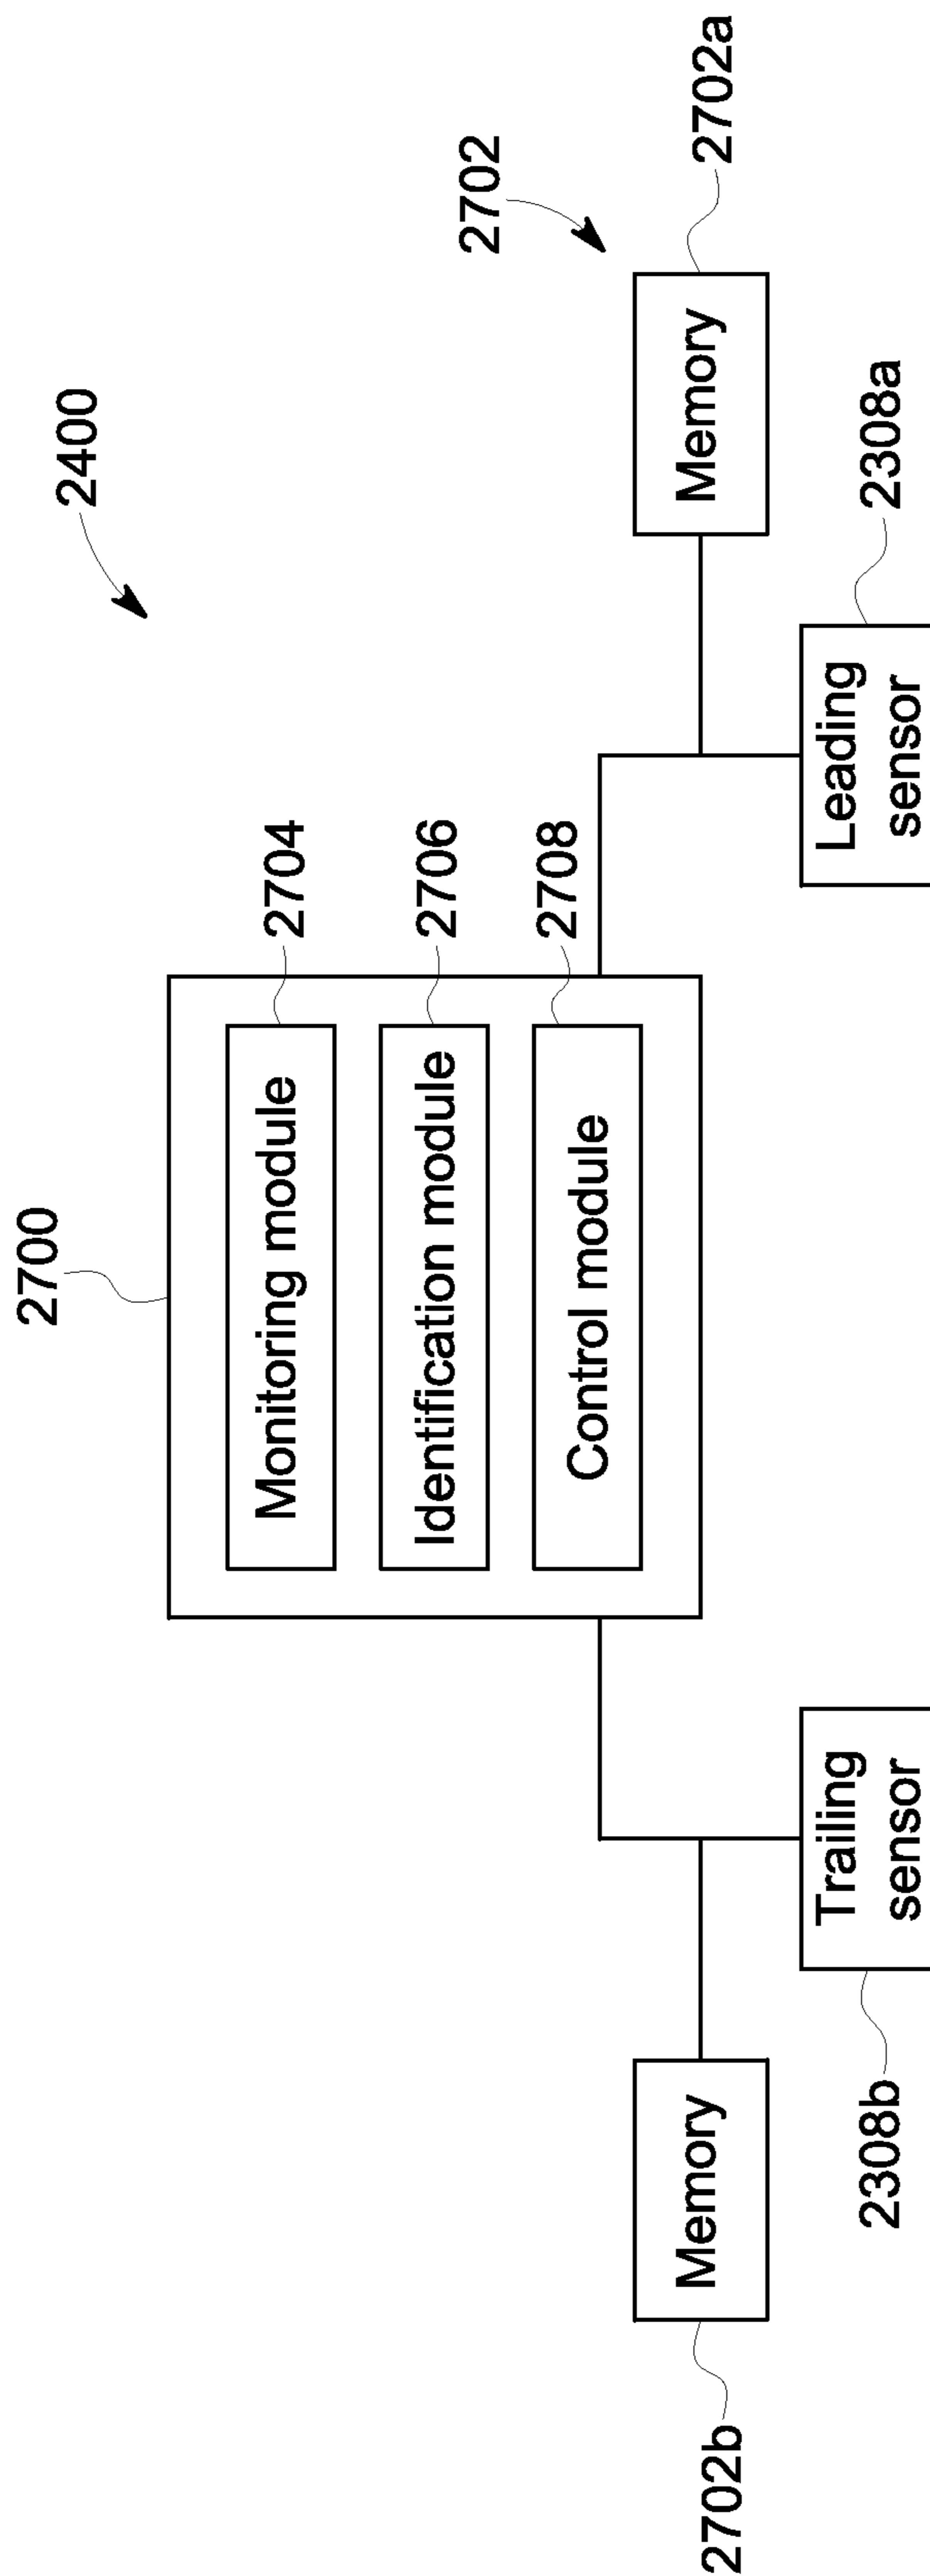 2700
2400
Monitoring module
2704
Identification module
2706
2702
Control module
2708
Memory
Memory
2702b
2702a
Trailing
sensor
Leading
sensor
2308b
2308a